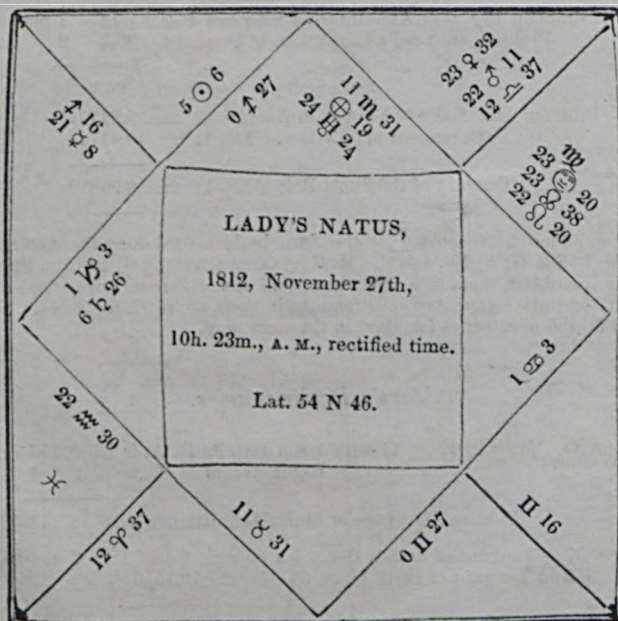 5 ☉ 6
0 ♐ 27
11 ♏ 31
⊕ 19
24 ♅ 24
23 ♀ 32
22 ♂ 11
12 ♎ 37
♐ 16
21 ☿ 8
♍
23 20
23 ☊ 38
22 ♌ 20
LADY'S NATUS,
1812, November 27th,
10h. 23m., A. M., rectified time.
Lat. 54 N 46.
1 ♑ 3
6 ♄ 26
1 ♋ 3
22 ♒ 30
♓
12 ♈ 37
11 ♉ 31
0 ♊ 27
♊ 16